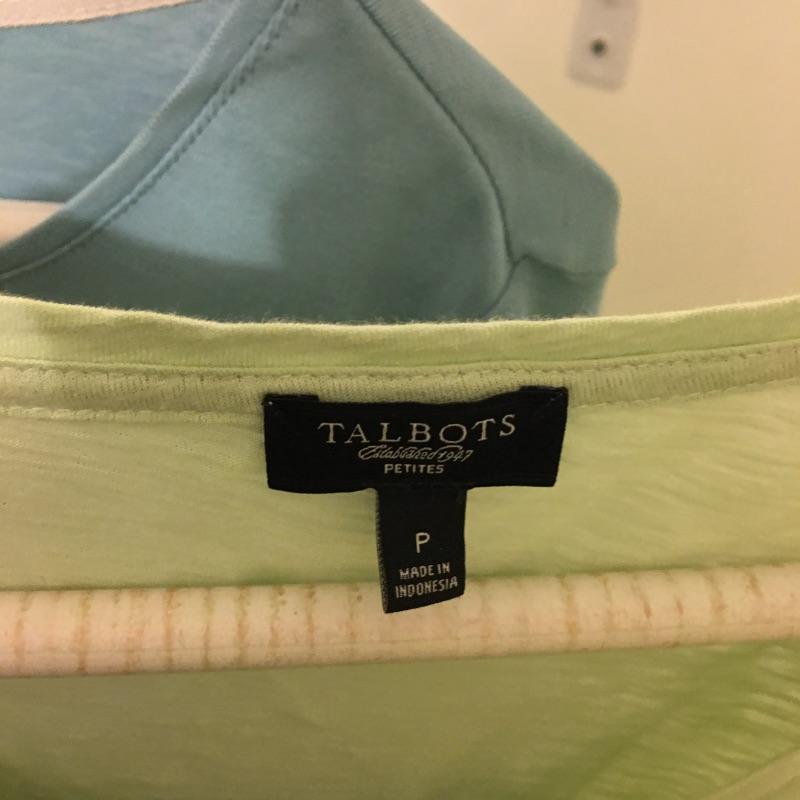 TALBOTS
Established 1947
PETITES
P
MADE IN
INDONESIA